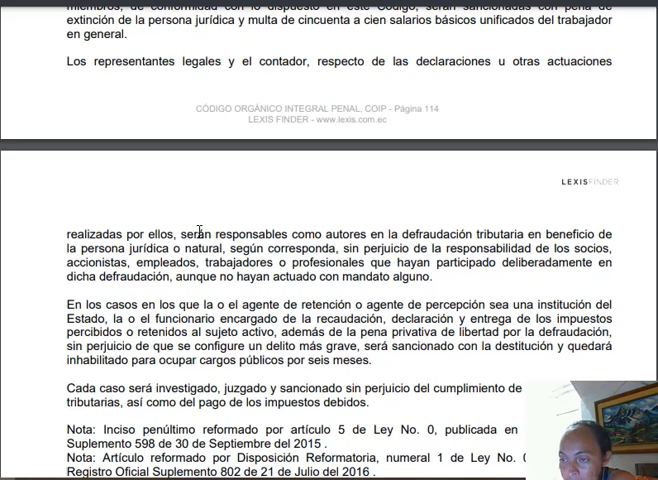 miembros, de conformidad con lo dispuesto en este Código, serán sancionadas con pena de
extinción de la persona jurídica y multa de cincuenta a cien salarios básicos unificados del trabajador
en general.
Los representantes legales y el contador, respecto de las declaraciones u otras actuaciones
CÓDIGO ORGÁNICO INTEGRAL PENAL, COIP - Página 114
LEXIS FINDER - www.lexis.com.ec
LEXISFINDER
realizadas por ellos, serán responsables como autores en la defraudación tributaria en beneficio de
la persona jurídica o natural, según corresponda, sin perjuicio de la responsabilidad de los socios,
accionistas, empleados, trabajadores o profesionales que hayan participado deliberadamente en
dicha defraudación, aunque no hayan actuado con mandato alguno.
En los casos en los que la o el agente de retención o agente de percepción sea una institución del
Estado, la o el funcionario encargado de la recaudación, declaración y entrega de los impuestos
percibidos o retenidos al sujeto activo, además de la pena privativa de libertad por la defraudación,
sin perjuicio de que se configure un delito más grave, será sancionado con la destitución y quedará
inhabilitado para ocupar cargos públicos por seis meses.
Cada caso será investigado, juzgado y sancionado sin perjuicio del cumplimiento de
tributarias, así como del pago de los impuestos debidos.
Nota: Inciso penúltimo reformado por artículo 5 de Ley No. 0, publicada en
Suplemento 598 de 30 de Septiembre del 2015 .
Nota: Artículo reformado por Disposición Reformatoria, numeral 1 de Ley No. 0
Registro Oficial Suplemento 802 de 21 de Julio del 2016 .